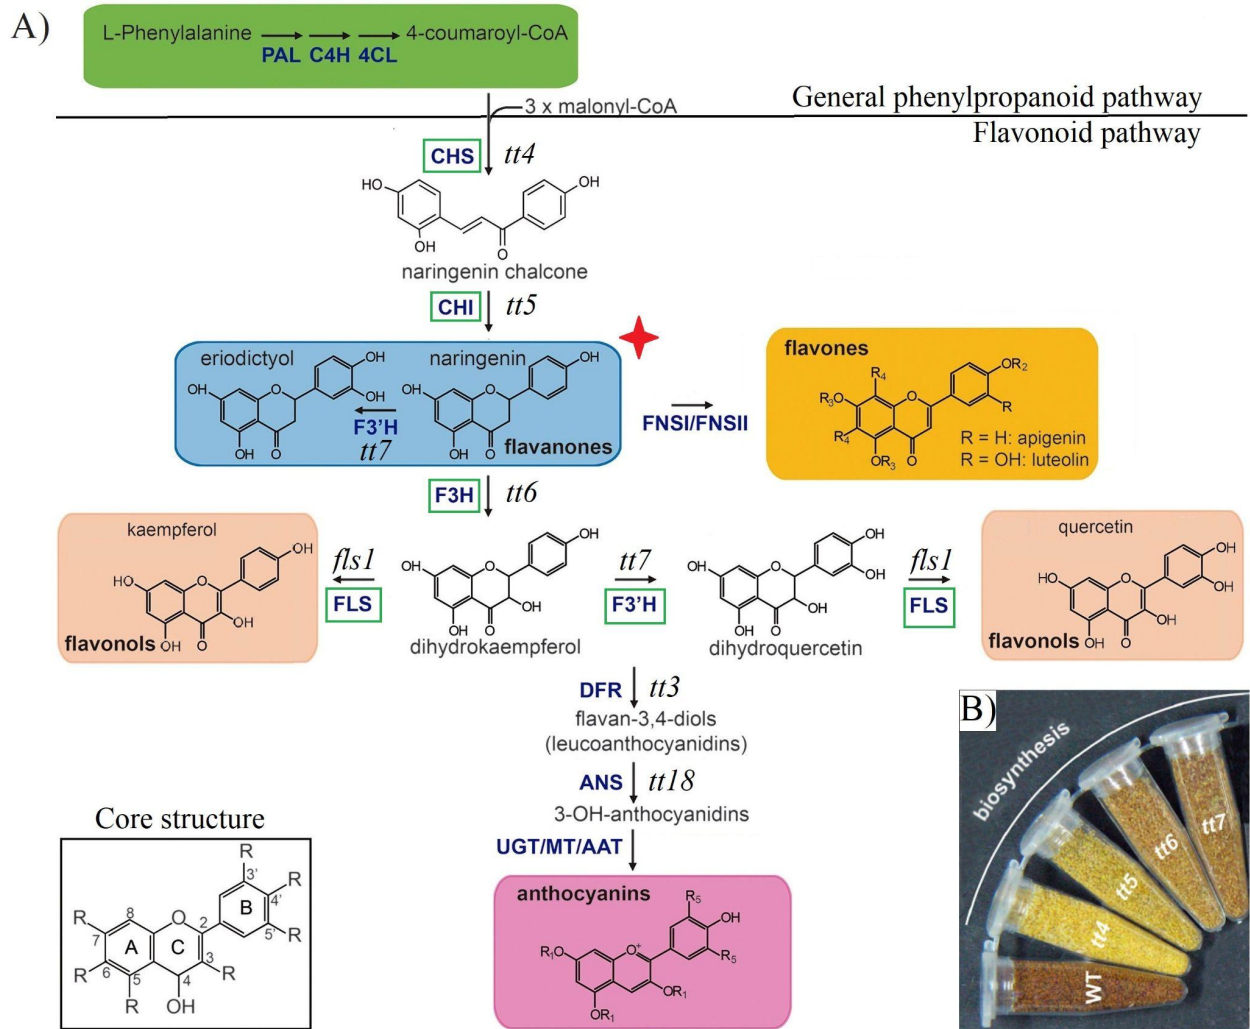 A)
L-Phenylalanine
4-coumaroyl-CoA
PAL C4H 4CL
3 x malonyl-CoA
General phenylpropanoid pathway
Flavonoid pathway
CHS
tt4
HO
OH
OH
O
naringenin chalcone
CHI
tt5
eriodictyol
OH
OH
HO
O
OH
O
F3'H
tt7
naringenin
OH
HO
O
OH
O
flavanones
FNSI/FNSII
flavones
R4
OR2
R3O
O
R
R4
OR3
O
R = H: apigenin
R = OH: luteolin
F3H
tt6
kaempferol
OH
HO
O
OH
OH
O
flavonols
fls1
FLS
OH
HO
O
OH
OH
O
dihydrokaempferol
tt7
F3'H
OH
OH
HO
O
OH
OH
O
dihydroquercetin
fls1
FLS
quercetin
OH
OH
HO
O
OH
OH
O
flavonols
DFR
tt3
flavan-3,4-diols
(leucoanthocyanidins)
ANS
tt18
3-OH-anthocyanidins
UGT/MT/AAT
anthocyanins
R5
OH
R1O
O+
R5
OR1
OR1
Core structure
R
3'
R
4'
B
R
8
O
2
5'
R
7
A
C
3
R
6
5
4
R
R
OH
B)
biosynthesis
tt7
tt6
tt5
tt4
WT